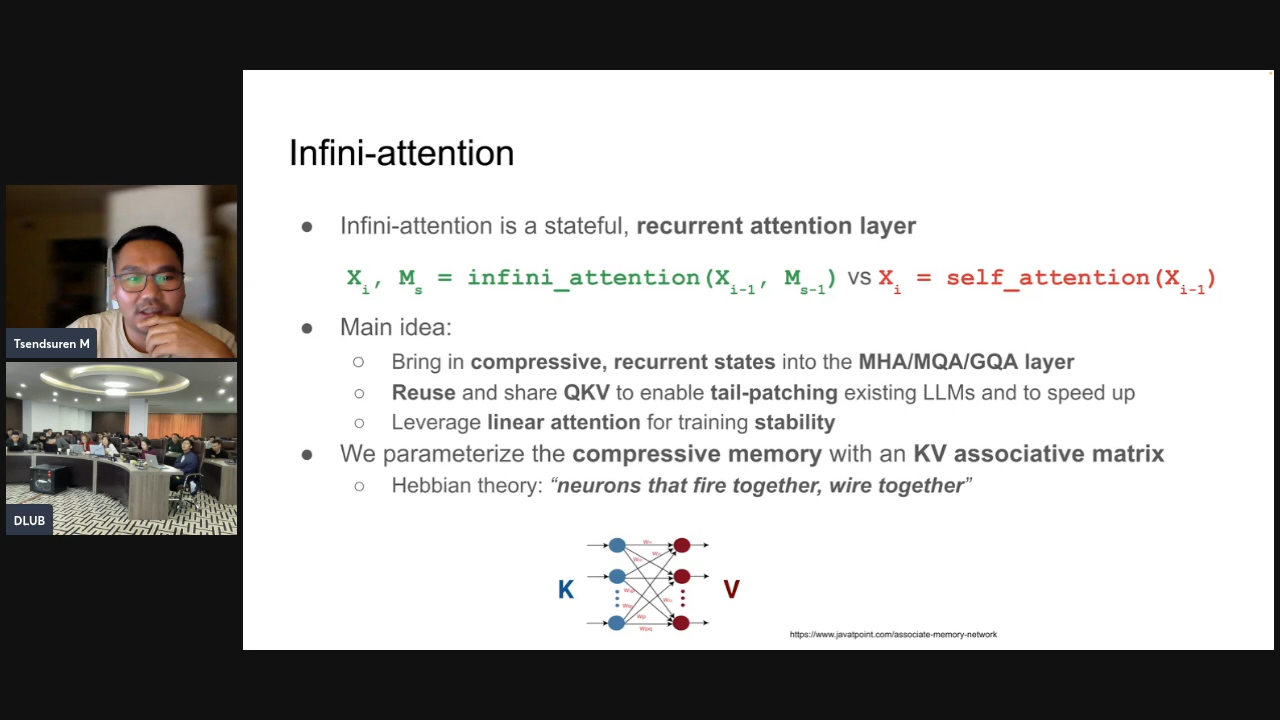 Infini-attention
● Infini-attention is a stateful, recurrent attention layer
Xi, Ms = infini_attention(Xi-1, Ms-1) vs Xi = self_attention(Xi-1)
● Main idea:
○ Bring in compressive, recurrent states into the MHA/MQA/GQA layer
○ Reuse and share QKV to enable tail-patching existing LLMs and to speed up
○ Leverage linear attention for training stability
● We parameterize the compressive memory with an KV associative matrix
○ Hebbian theory: “neurons that fire together, wire together”
K V
https://www.javatpoint.com/associate-memory-network
Tsendsuren M
DLUB